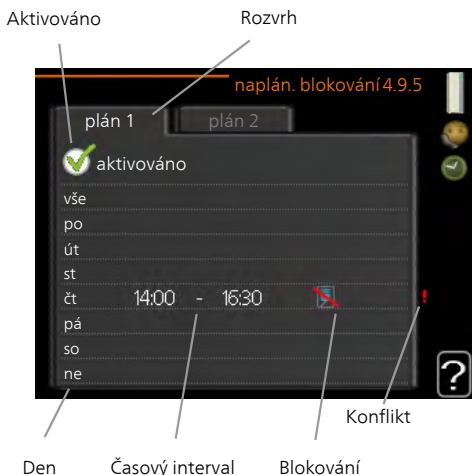 Aktivováno
Rozvrh
naplán. blokování 4.9.5
plán 1
plán 2
aktivováno
vše
po
út
st
čt 14:00 - 16:30 !
pá
so
ne
?
Konflikt
Den
Časový interval
Blokování